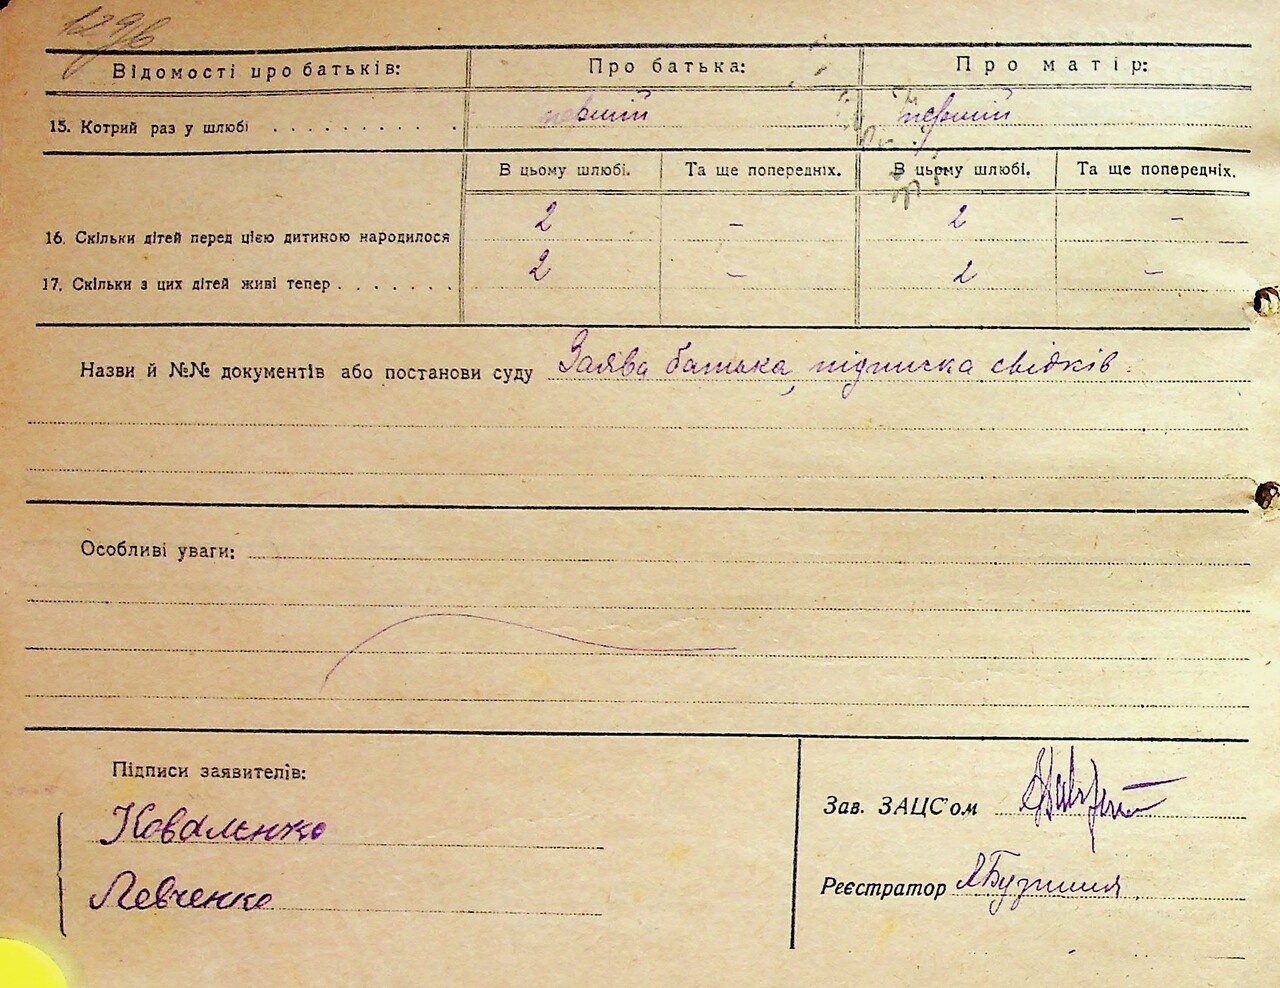 Відомості про батьків: Про батька: Про матір:
15. Котрий раз у шлюбі . . . . . . . . . . первий первий
В цьому шлюбі. Та ще попередніх. В цьому шлюбі. Та ще попередніх.
16. Скільки дітей перед цією дитиною народилося 2 – 2 –
17. Скільки з цих дітей живі тепер . . . . . . . 2 – 2 –
Назви й №№ документів або постанови суду Заява батька, підписка свідків
Особливі уваги:
Підписи заявителів:
Коваленко
Левченко
Зав. ЗАЦС'ом
Реєстратор